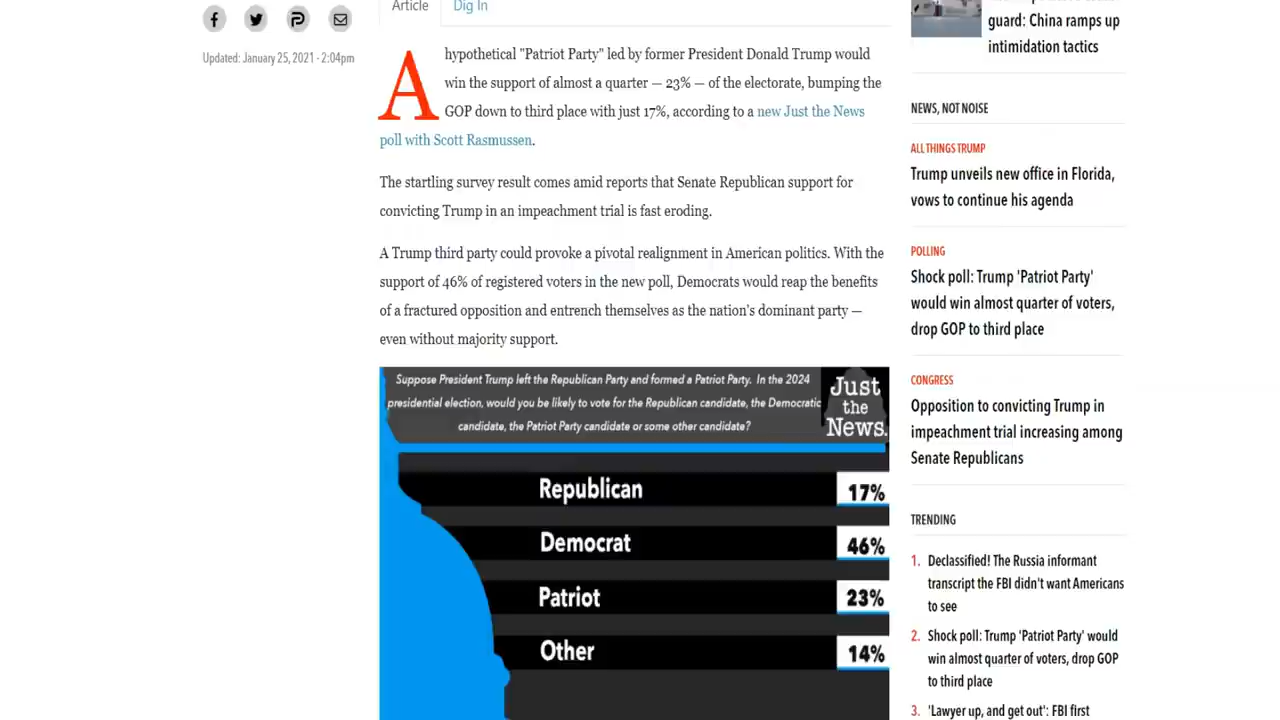 Article
Dig In
Updated: January 25, 2021 - 2:04pm
A hypothetical "Patriot Party" led by former President Donald Trump would
win the support of almost a quarter — 23% — of the electorate, bumping the
GOP down to third place with just 17%, according to a new Just the News
poll with Scott Rasmussen.
The startling survey result comes amid reports that Senate Republican support for
convicting Trump in an impeachment trial is fast eroding.
A Trump third party could provoke a pivotal realignment in American politics. With the
support of 46% of registered voters in the new poll, Democrats would reap the benefits
of a fractured opposition and entrench themselves as the nation's dominant party —
even without majority support.
Suppose President Trump left the Republican Party and formed a Patriot Party. In the 2024
presidential election, would you be likely to vote for the Republican candidate, the Democratic
candidate, the Patriot Party candidate or some other candidate?
Just
the
News.
Republican 17%
Democrat 46%
Patriot 23%
Other 14%
guard: China ramps up
intimidation tactics
NEWS, NOT NOISE
ALL THINGS TRUMP
Trump unveils new office in Florida,
vows to continue his agenda
POLLING
Shock poll: Trump 'Patriot Party'
would win almost quarter of voters,
drop GOP to third place
CONGRESS
Opposition to convicting Trump in
impeachment trial increasing among
Senate Republicans
TRENDING
1. Declassified! The Russia informant
transcript the FBI didn't want Americans
to see
2. Shock poll: Trump 'Patriot Party' would
win almost quarter of voters, drop GOP
to third place
3. 'Lawyer up, and get out': FBI first